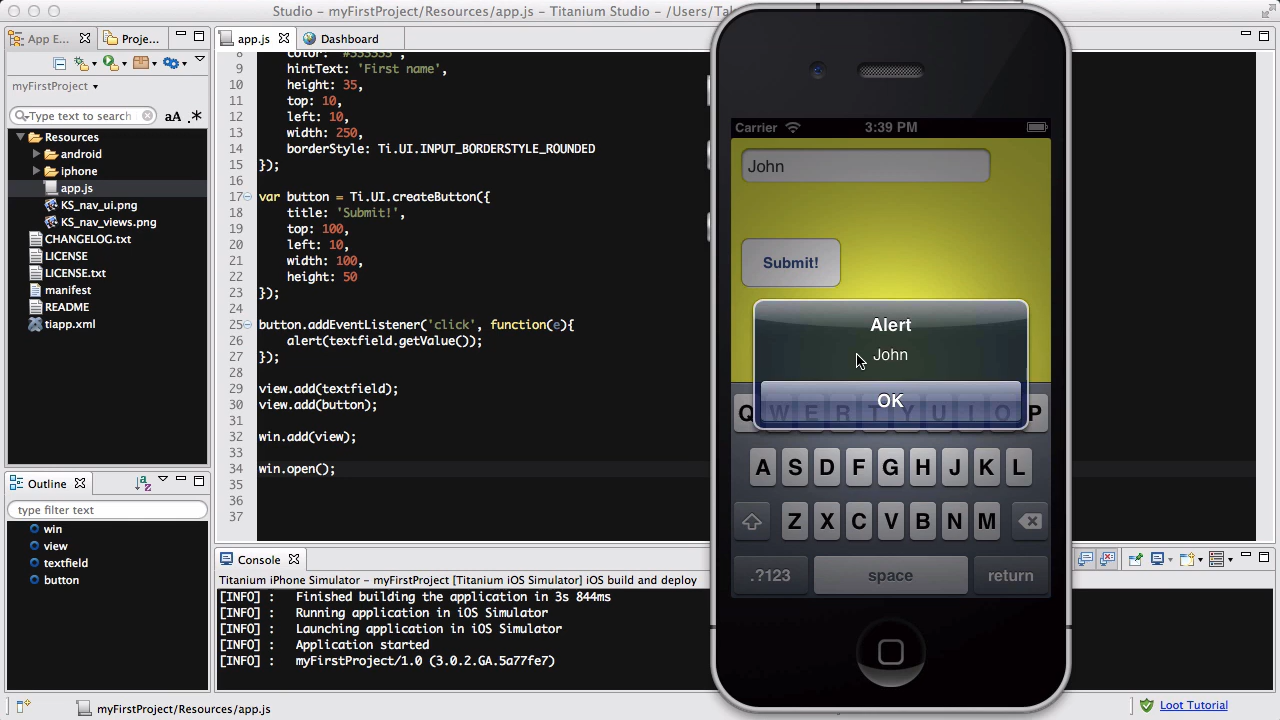 Studio - myFirstProject/Resources/app.js - Titanium Studio - /Users/
App E...
Proje...
myFirstProject
Type text to search
aA .*
Resources
android
iphone
app.js
KS_nav_ui.png
KS_nav_views.png
CHANGELOG.txt
LICENSE
LICENSE.txt
manifest
README
tiapp.xml
Outline
type filter text
win
view
textfield
button
app.js
Dashboard
8 color: '#333333',
9 hintText: 'First name',
10 height: 35,
11 top: 10,
12 left: 10,
13 width: 250,
14 borderStyle: Ti.UI.INPUT_BORDERSTYLE_ROUNDED
15 });
16
17 var button = Ti.UI.createButton({
18 title: 'Submit!',
19 top: 100,
20 left: 10,
21 width: 100,
22 height: 50
23 });
24
25 button.addEventListener('click', function(e){
26 alert(textfield.getValue());
27 });
28
29 view.add(textfield);
30 view.add(button);
31
32 win.add(view);
33
34 win.open();
35
36
37
Console
Titanium iPhone Simulator - myFirstProject [Titanium iOS Simulator] iOS build and deploy
[INFO] : Finished building the application in 3s 844ms
[INFO] : Running application in iOS Simulator
[INFO] : Launching application in iOS Simulator
[INFO] : Application started
[INFO] : myFirstProject/1.0 (3.0.2.GA.5a77fe7)
Carrier 3:39 PM
John
Submit!
Alert
John
OK
Q W E R T Y U I O P
A S D F G H J K L
Z X C V B N M
.?123 space return
myFirstProject/Resources/app.js
Loot Tutorial